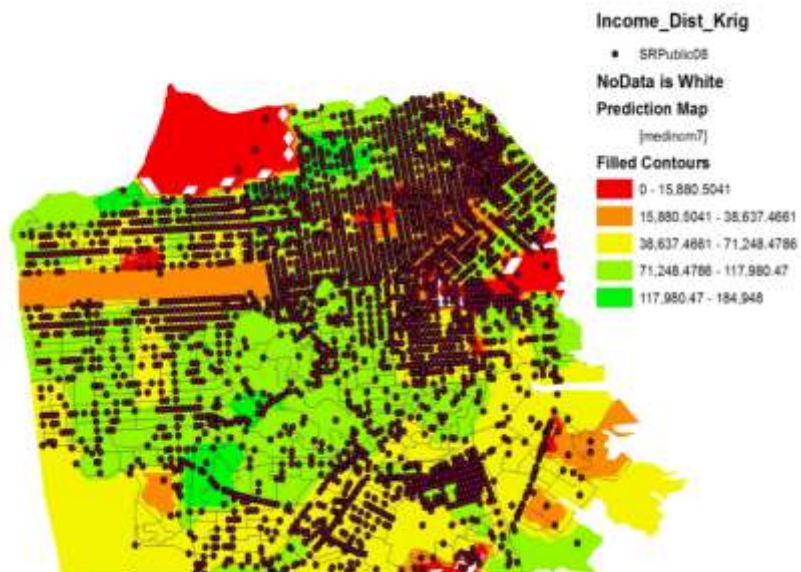 Income_Dist_Krig
SRPublic08
NoData is White
Prediction Map
[medincm7]
Filled Contours
0 - 15,880.5041
15,880.5041 - 38,637.4661
38,637.4661 - 71,248.4786
71,248.4786 - 117,980.47
117,980.47 - 184,948